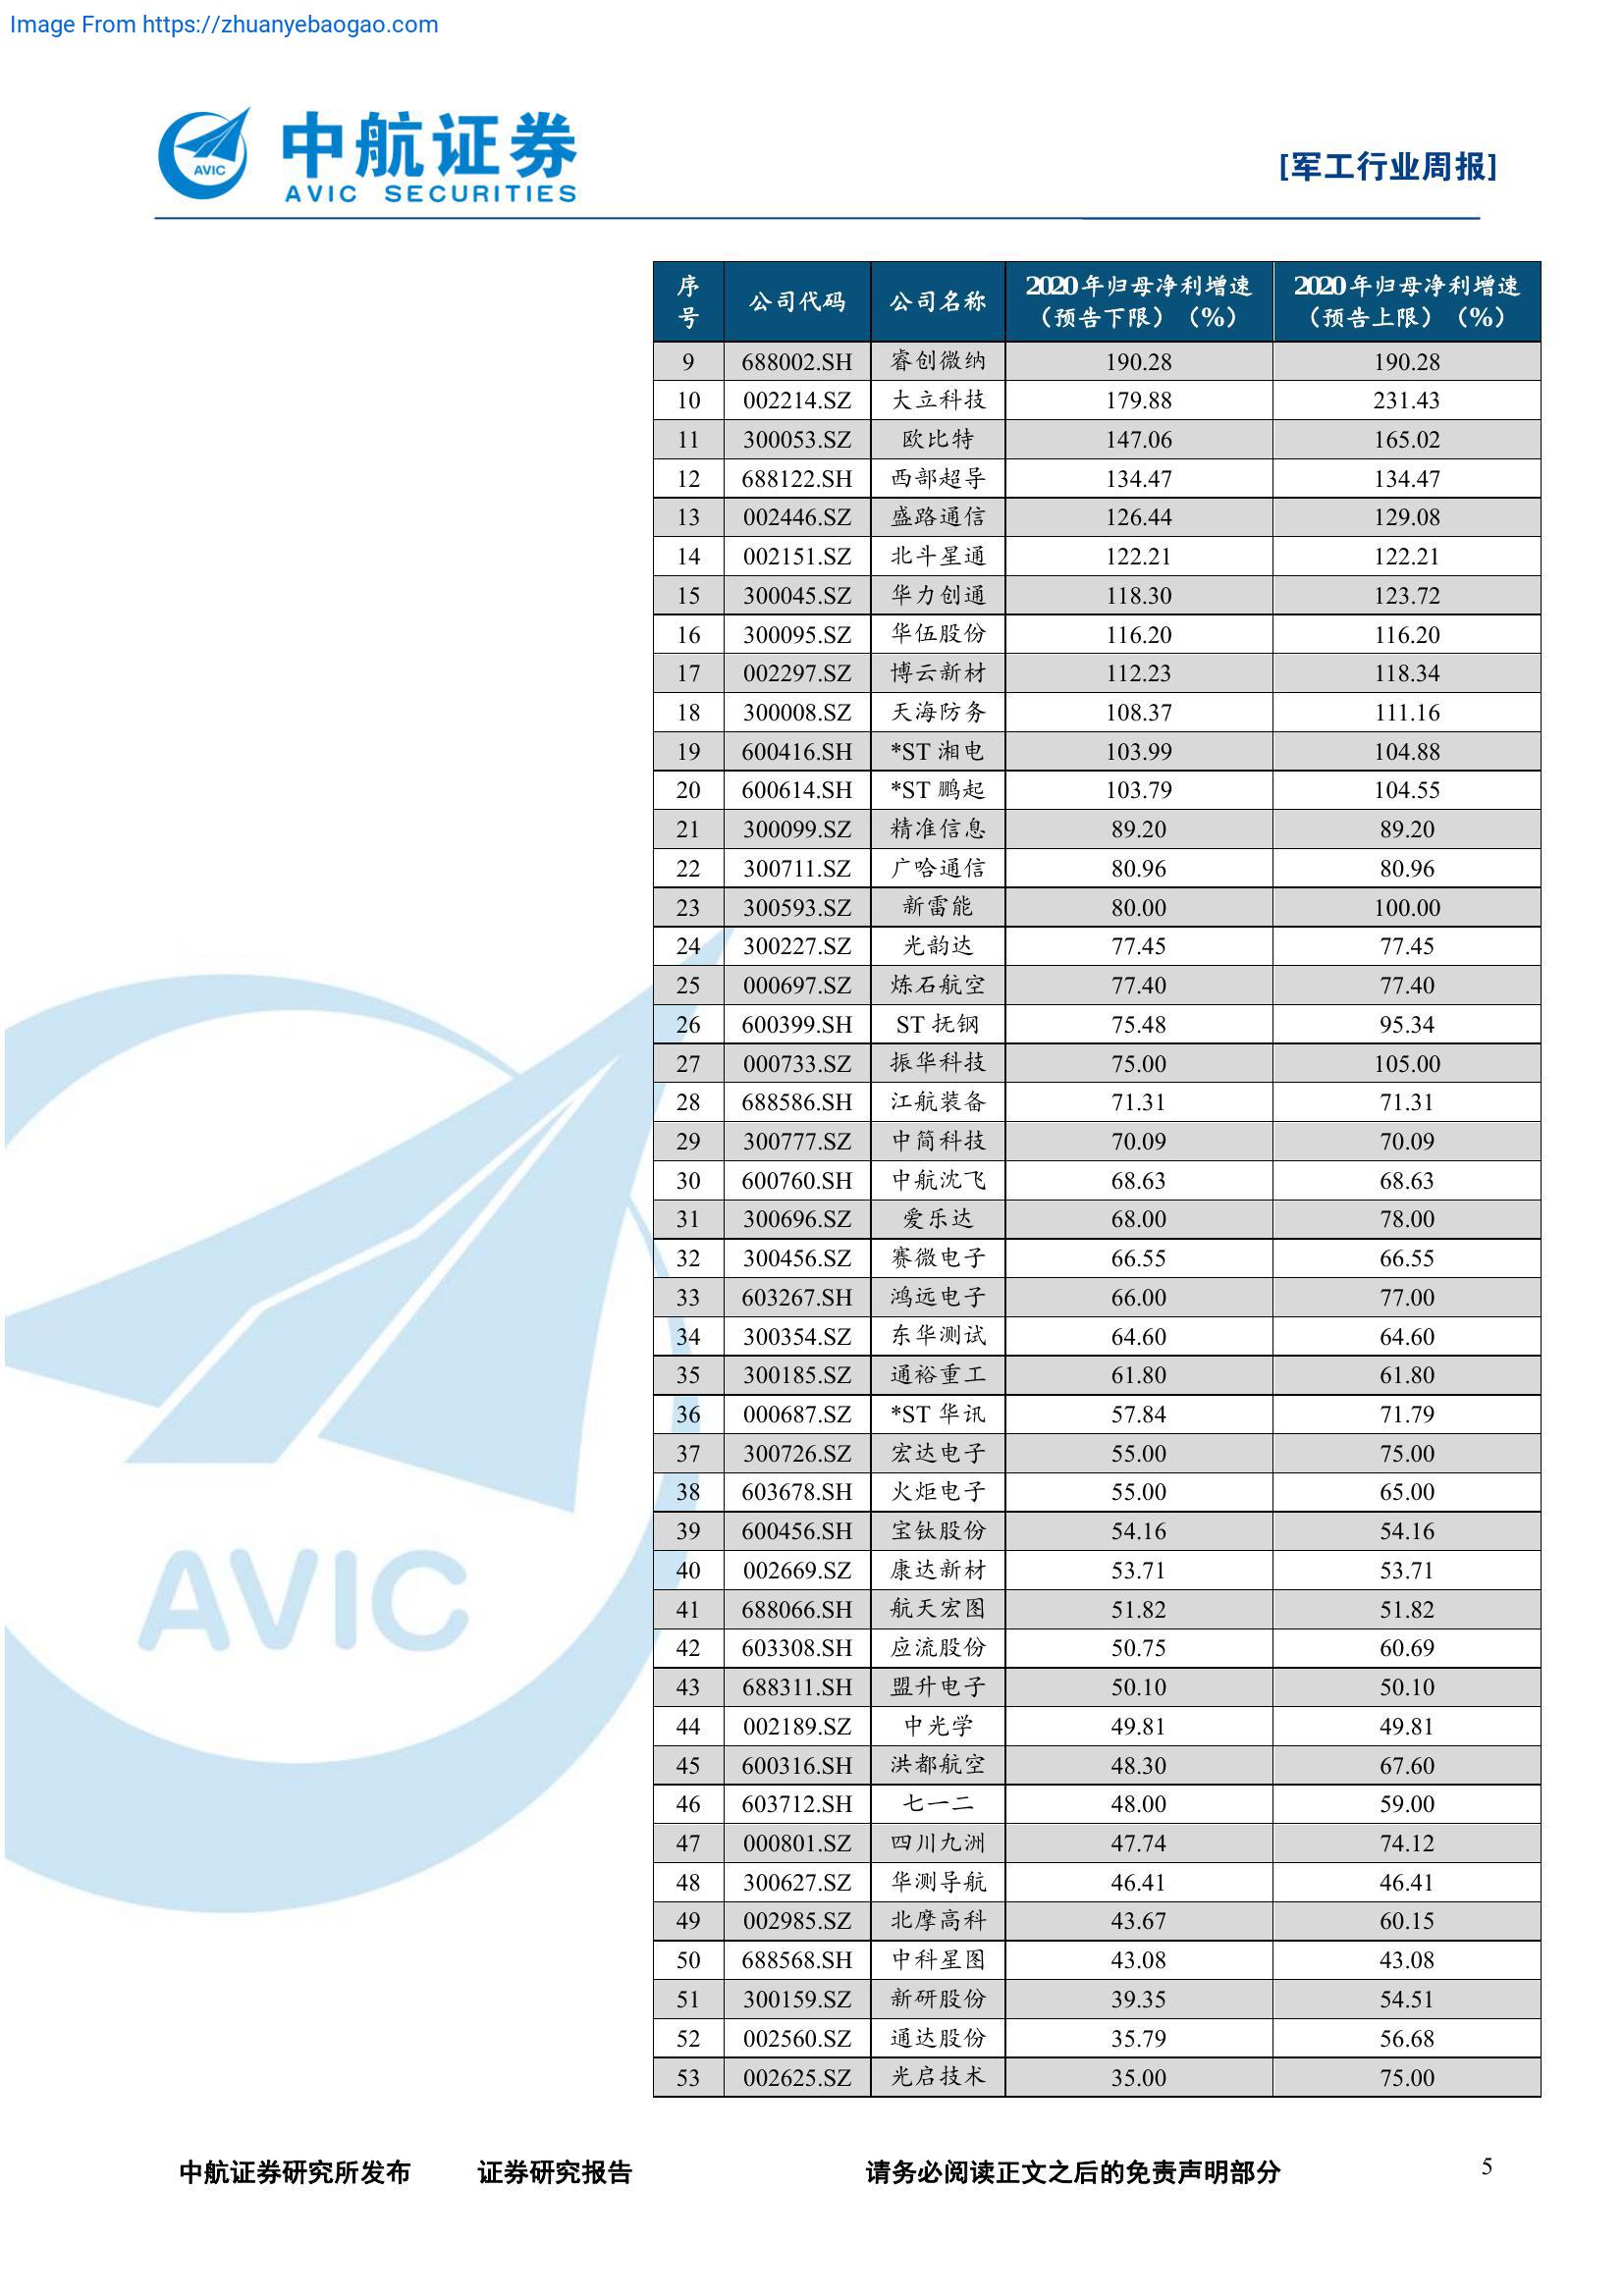 Image From https://zhuanyebaogao.com
AVIC
中航证券
AVIC SECURITIES
[军工行业周报]
序号 公司代码 公司名称 2020年归母净利增速（预告下限）（%） 2020年归母净利增速（预告上限）（%）
9 688002.SH 睿创微纳 190.28 190.28
10 002214.SZ 大立科技 179.88 231.43
11 300053.SZ 欧比特 147.06 165.02
12 688122.SH 西部超导 134.47 134.47
13 002446.SZ 盛路通信 126.44 129.08
14 002151.SZ 北斗星通 122.21 122.21
15 300045.SZ 华力创通 118.30 123.72
16 300095.SZ 华伍股份 116.20 116.20
17 002297.SZ 博云新材 112.23 118.34
18 300008.SZ 天海防务 108.37 111.16
19 600416.SH *ST 湘电 103.99 104.88
20 600614.SH *ST 鹏起 103.79 104.55
21 300099.SZ 精准信息 89.20 89.20
22 300711.SZ 广哈通信 80.96 80.96
23 300593.SZ 新雷能 80.00 100.00
24 300227.SZ 光韵达 77.45 77.45
25 000697.SZ 炼石航空 77.40 77.40
26 600399.SH ST 抚钢 75.48 95.34
27 000733.SZ 振华科技 75.00 105.00
28 688586.SH 江航装备 71.31 71.31
29 300777.SZ 中简科技 70.09 70.09
30 600760.SH 中航沈飞 68.63 68.63
31 300696.SZ 爱乐达 68.00 78.00
32 300456.SZ 赛微电子 66.55 66.55
33 603267.SH 鸿远电子 66.00 77.00
34 300354.SZ 东华测试 64.60 64.60
35 300185.SZ 通裕重工 61.80 61.80
36 000687.SZ *ST 华讯 57.84 71.79
37 300726.SZ 宏达电子 55.00 75.00
38 603678.SH 火炬电子 55.00 65.00
39 600456.SH 宝钛股份 54.16 54.16
40 002669.SZ 康达新材 53.71 53.71
41 688066.SH 航天宏图 51.82 51.82
42 603308.SH 应流股份 50.75 60.69
43 688311.SH 盟升电子 50.10 50.10
44 002189.SZ 中光学 49.81 49.81
45 600316.SH 洪都航空 48.30 67.60
46 603712.SH 七一二 48.00 59.00
47 000801.SZ 四川九洲 47.74 74.12
48 300627.SZ 华测导航 46.41 46.41
49 002985.SZ 北摩高科 43.67 60.15
50 688568.SH 中科星图 43.08 43.08
51 300159.SZ 新研股份 39.35 54.51
52 002560.SZ 通达股份 35.79 56.68
53 002625.SZ 光启技术 35.00 75.00
AVIC
中航证券研究所发布 证券研究报告 请务必阅读正文之后的免责声明部分 5